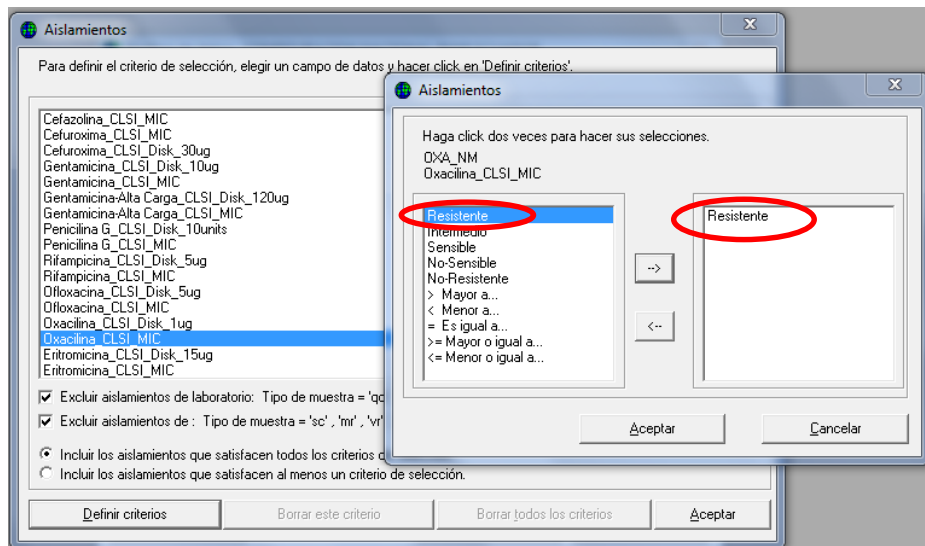 Aislamientos
Para definir el criterio de selección, elegir un campo de datos y hacer click en 'Definir criterios'.
Cefazolina_CLSI_MIC
Cefuroxima_CLSI_MIC
Cefuroxima_CLSI_Disk_30ug
Gentamicina_CLSI_Disk_10ug
Gentamicina_CLSI_MIC
Gentamicina-Alta Carga_CLSI_Disk_120ug
Gentamicina-Alta Carga_CLSI_MIC
Penicilina G_CLSI_Disk_10units
Penicilina G_CLSI_MIC
Rifampicina_CLSI_Disk_5ug
Rifampicina_CLSI_MIC
Ofloxacina_CLSI_Disk_5ug
Ofloxacina_CLSI_MIC
Oxacilina_CLSI_Disk_1ug
Oxacilina_CLSI_MIC
Eritromicina_CLSI_Disk_15ug
Eritromicina_CLSI_MIC
Excluir aislamientos de laboratorio: Tipo de muestra = 'qc
Excluir aislamientos de : Tipo de muestra = 'sc' , 'mr' , 'vr'
Incluir los aislamientos que satisfacen todos los criterios
Incluir los aislamientos que satisfacen al menos un criterio de selección.
Definir criterios
Borrar este criterio
Borrar todos los criterios
Aceptar
Aislamientos
Haga click dos veces para hacer sus selecciones.
OXA_NM
Oxacilina_CLSI_MIC
Resistente
Intermedio
Sensible
No-Sensible
No-Resistente
> Mayor a...
< Menor a...
= Es igual a...
>= Mayor o igual a...
<= Menor o igual a...
-->
<--
Resistente
Aceptar
Cancelar